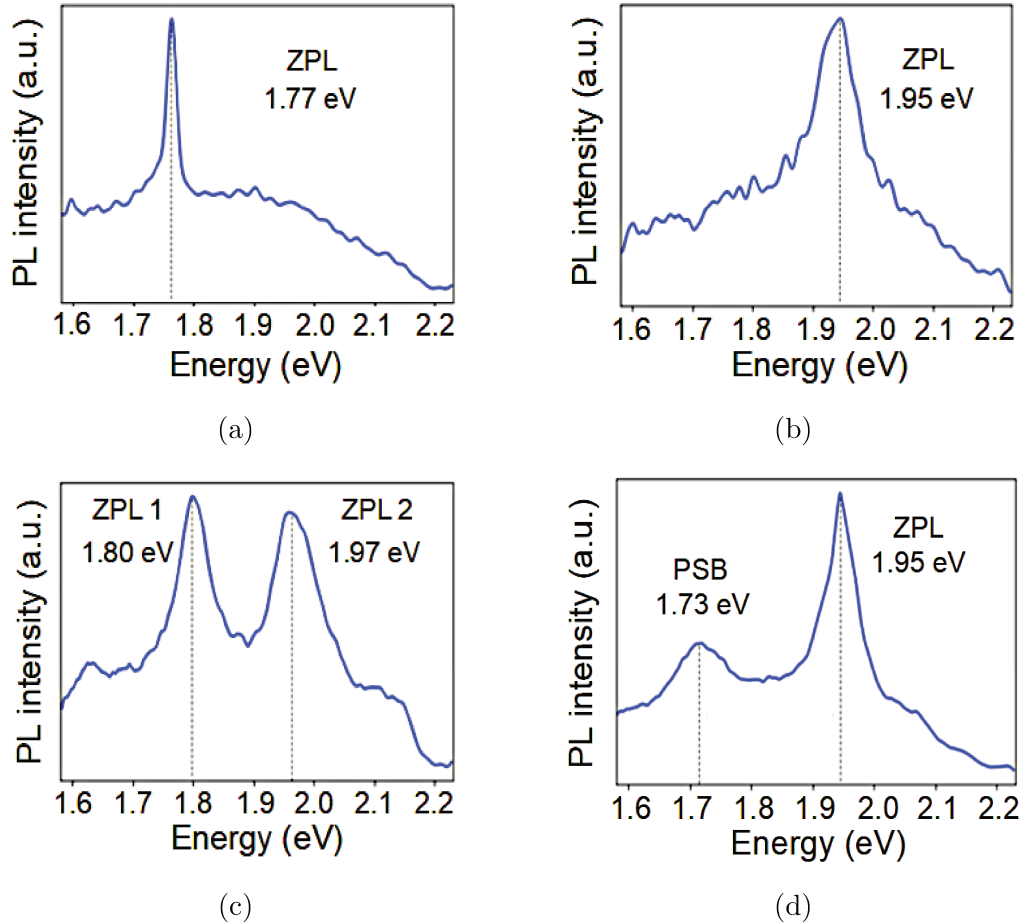 PL intensity (a.u.)
ZPL
1.77 eV
1.6 1.7 1.8 1.9 2.0 2.1 2.2
Energy (eV)
(a)
PL intensity (a.u.)
ZPL
1.95 eV
1.6 1.7 1.8 1.9 2.0 2.1 2.2
Energy (eV)
(b)
PL intensity (a.u.)
ZPL 1
1.80 eV
ZPL 2
1.97 eV
1.6 1.7 1.8 1.9 2.0 2.1 2.2
Energy (eV)
(c)
PL intensity (a.u.)
PSB
1.73 eV
ZPL
1.95 eV
1.6 1.7 1.8 1.9 2.0 2.1 2.2
Energy (eV)
(d)